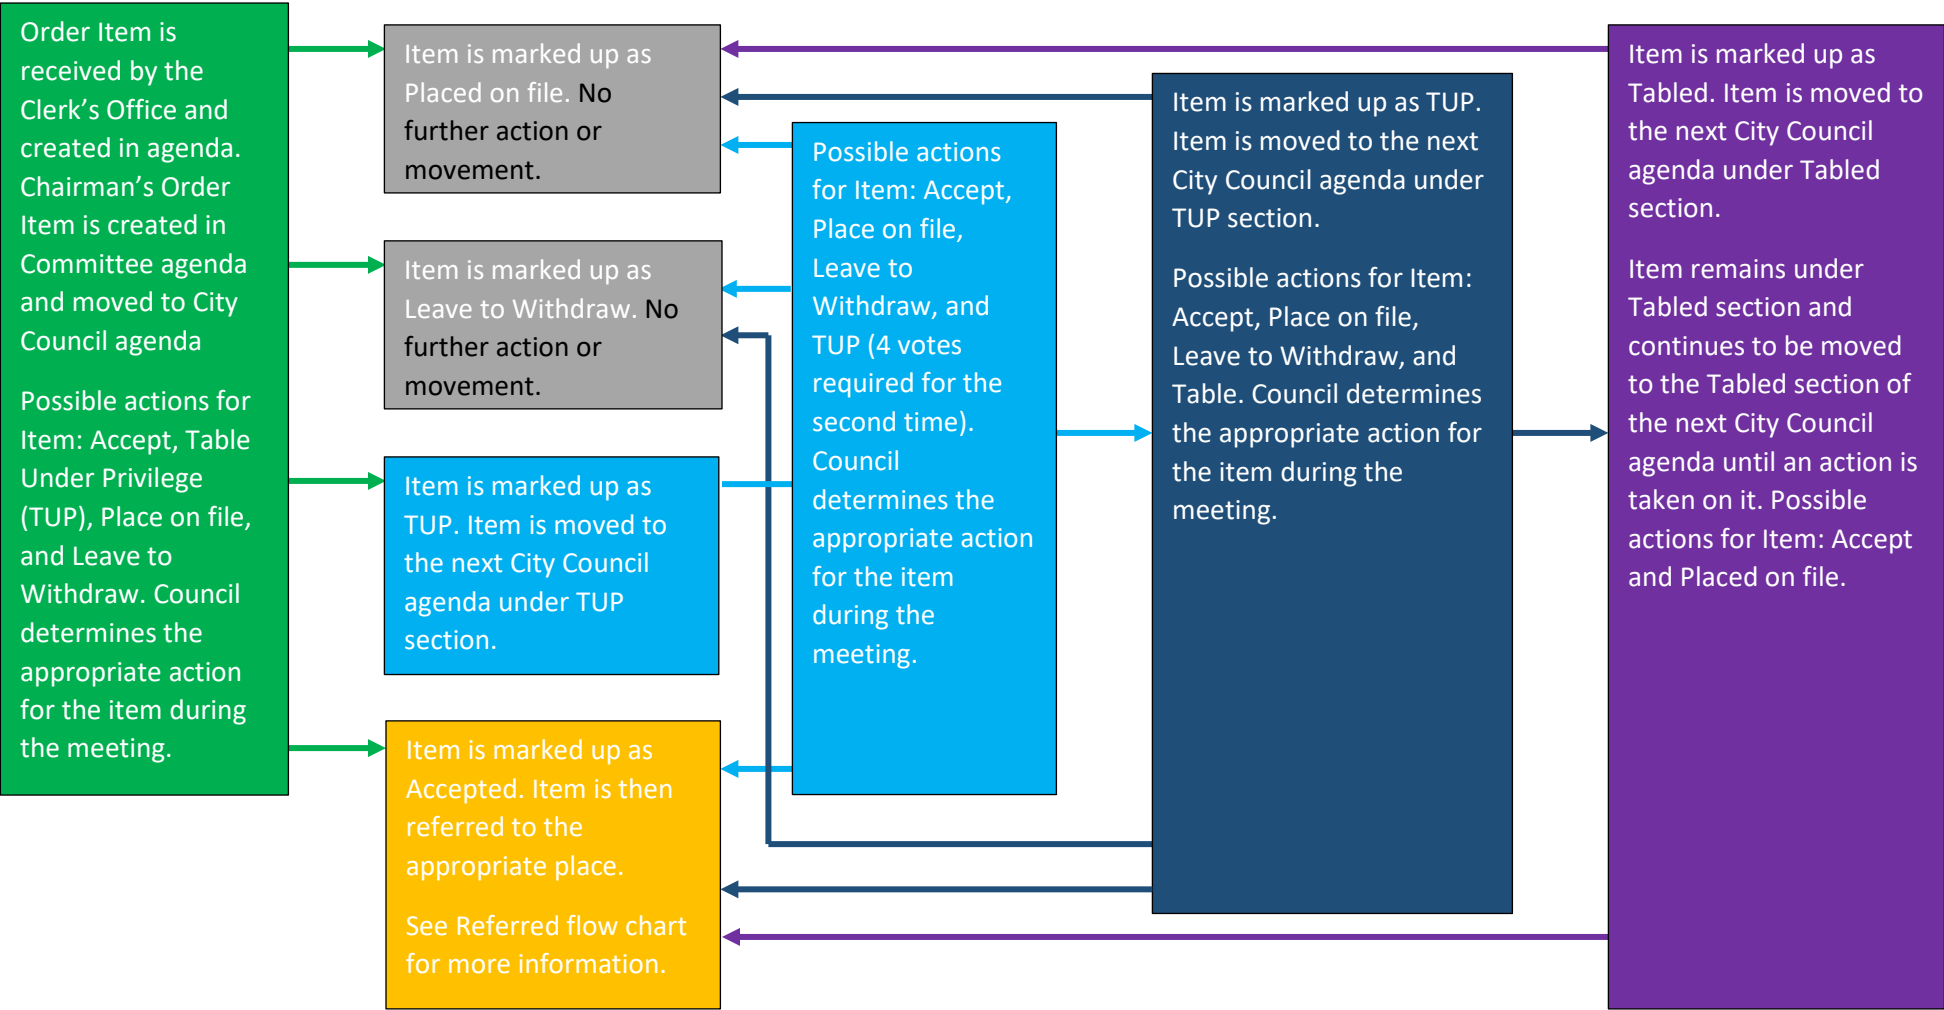 Order Item is
received by the
Clerk’s Office and
created in agenda.
Chairman’s Order
Item is created in
Committee agenda
and moved to City
Council agenda
Possible actions for
Item: Accept, Table
Under Privilege
(TUP), Place on file,
and Leave to
Withdraw. Council
determines the
appropriate action
for the item during
the meeting.
Item is marked up as
Placed on file. No
further action or
movement.
Item is marked up as
Leave to Withdraw. No
further action or
movement.
Item is marked up as
TUP. Item is moved to
the next City Council
agenda under TUP
section.
Item is marked up as
Accepted. Item is then
referred to the
appropriate place.
See Referred flow chart
for more information.
Possible actions
for Item: Accept,
Place on file,
Leave to
Withdraw, and
TUP (4 votes
required for the
second time).
Council
determines the
appropriate action
for the item
during the
meeting.
Item is marked up as TUP.
Item is moved to the next
City Council agenda under
TUP section.
Possible actions for Item:
Accept, Place on file,
Leave to Withdraw, and
Table. Council determines
the appropriate action for
the item during the
meeting.
Item is marked up as
Tabled. Item is moved to
the next City Council
agenda under Tabled
section.
Item remains under
Tabled section and
continues to be moved
to the Tabled section of
the next City Council
agenda until an action is
taken on it. Possible
actions for Item: Accept
and Placed on file.